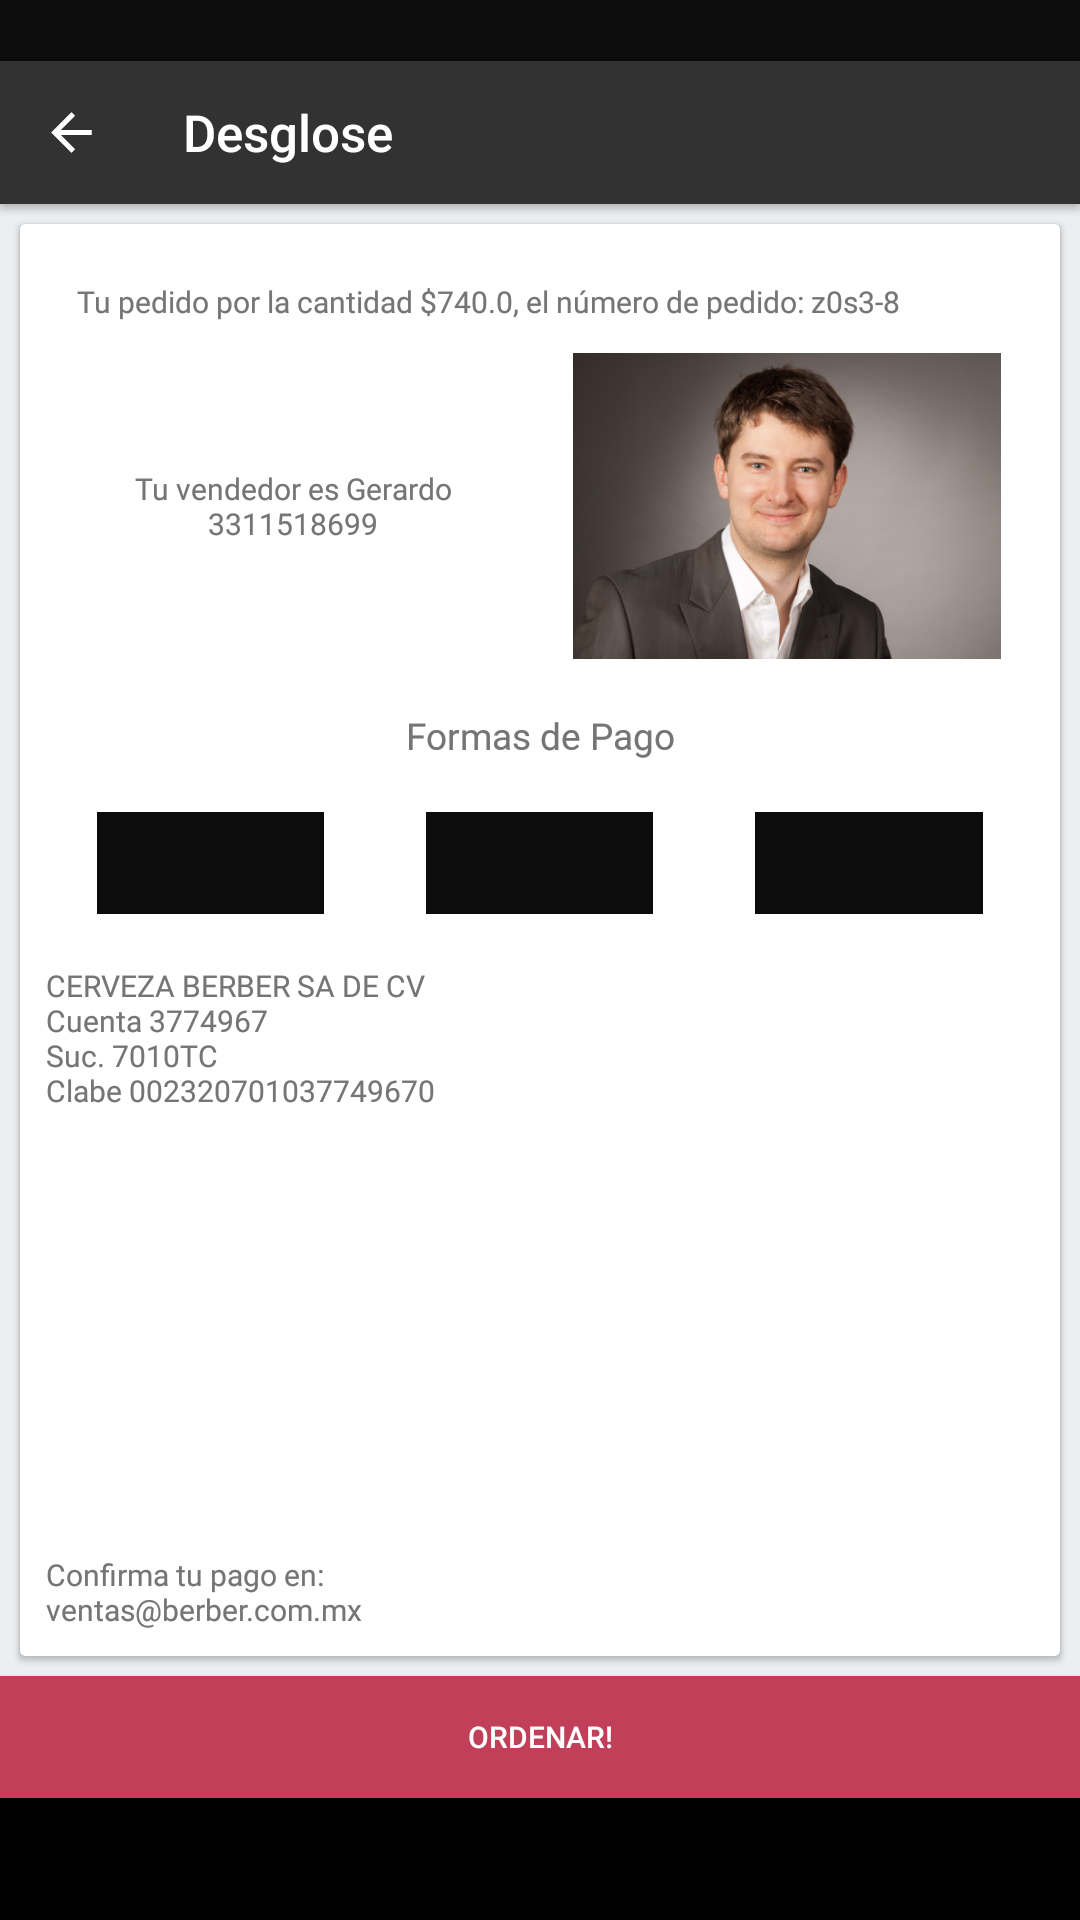 Desglose
Tu pedido por la cantidad $740.0, el número de pedido: z0s3-8
Tu vendedor es Gerardo
3311518699
Formas de Pago
CERVEZA BERBER SA DE CV
Cuenta 3774967
Suc. 7010TC
Clabe 002320701037749670
Confirma tu pago en:
ventas@berber.com.mx
ORDENAR!